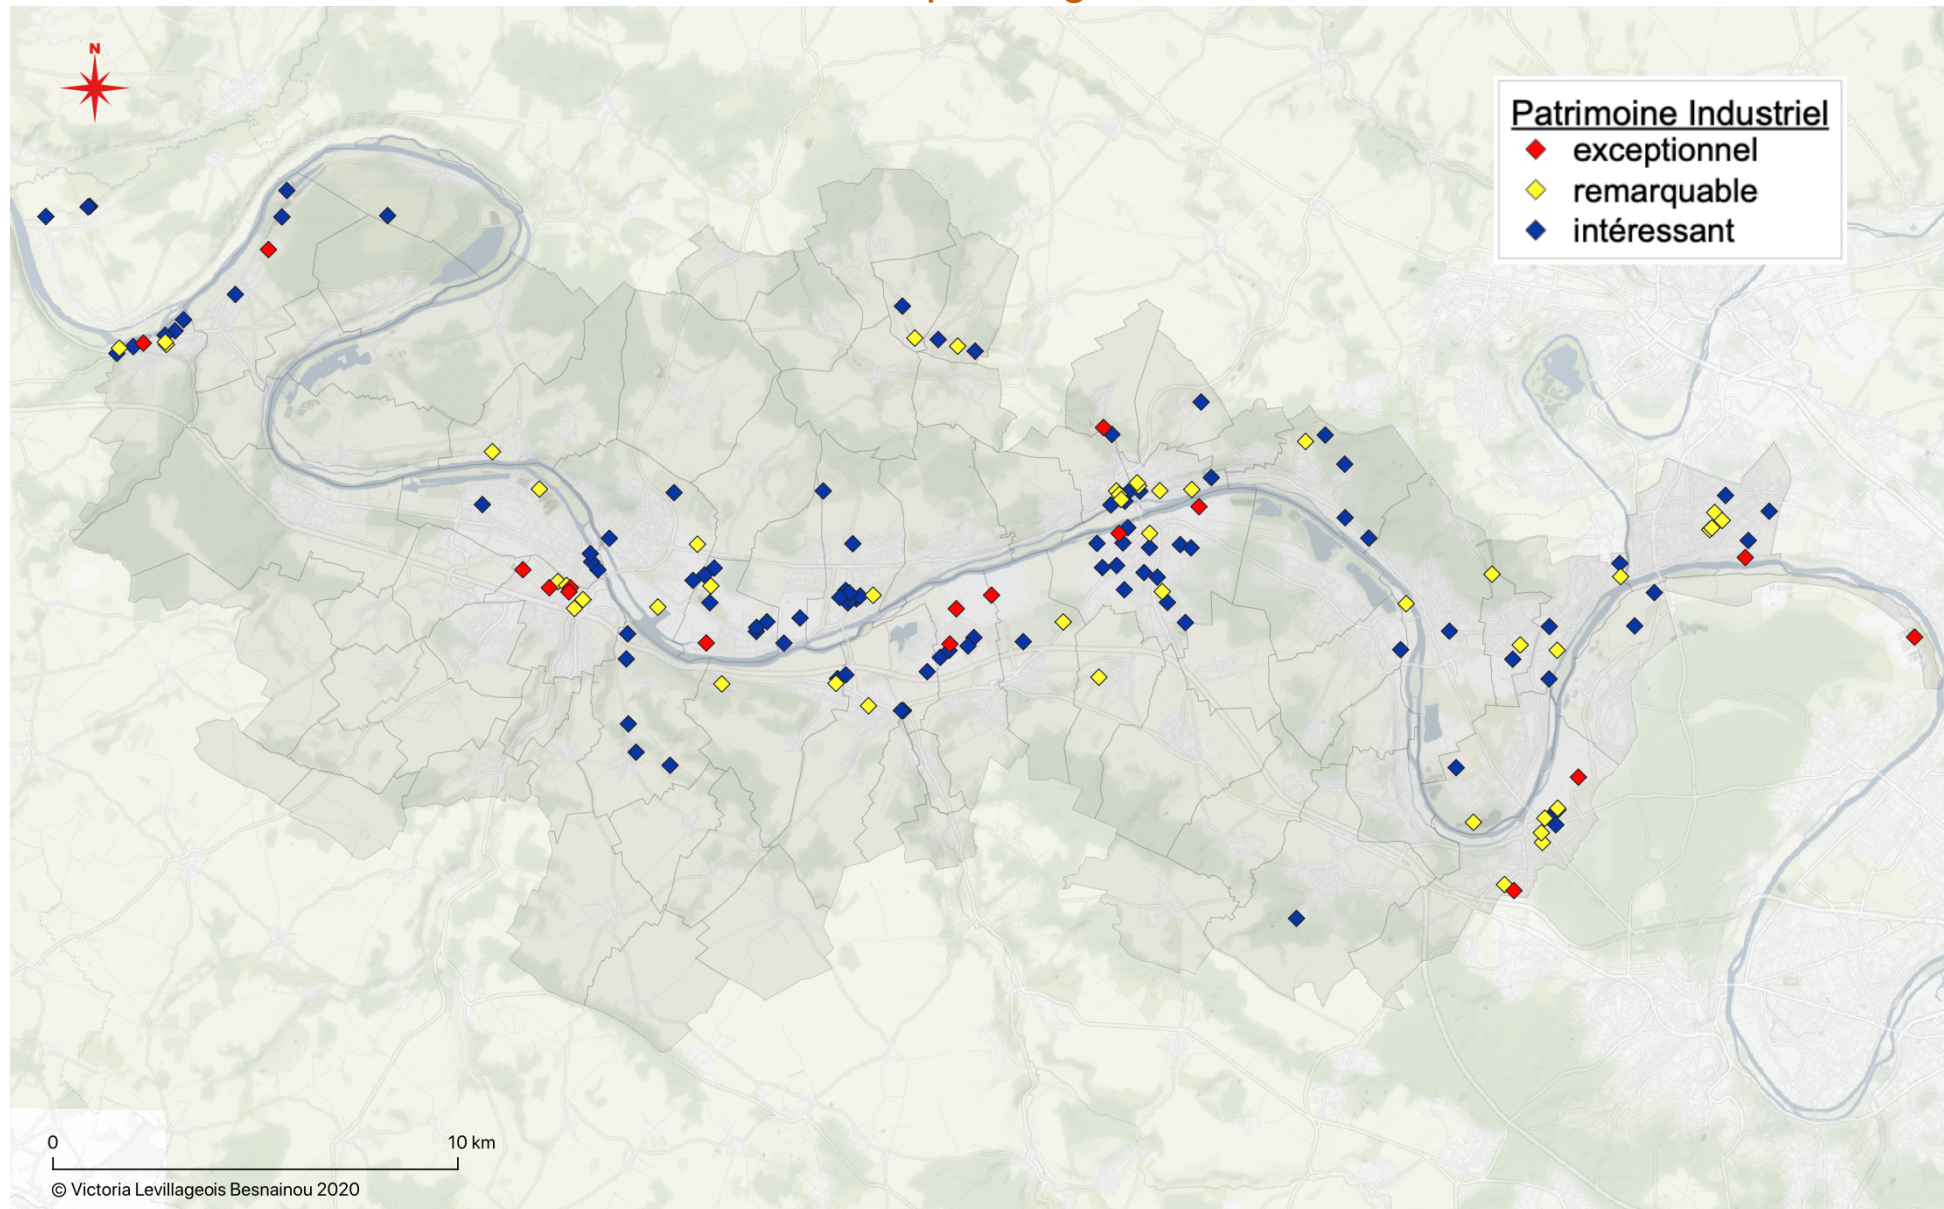 N
Patrimoine Industriel
exceptionnel
remarquable
intéressant
0 10 km
© Victoria Levillageois Besnainou 2020